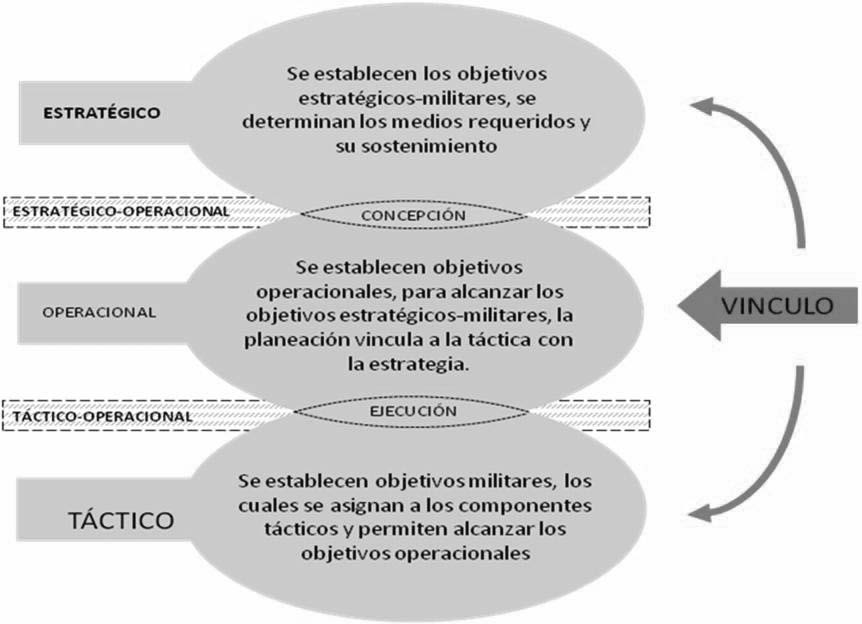 ESTRATÉGICO
Se establecen los objetivos
estratégicos-militares, se
determinan los medios requeridos y
su sostenimiento
ESTRATÉGICO-OPERACIONAL
CONCEPCIÓN
OPERACIONAL
Se establecen objetivos
operacionales, para alcanzar los
objetivos estratégicos-militares, la
planeación vincula a la táctica con
la estrategia.
VINCULO
TÁCTICO-OPERACIONAL
EJECUCIÓN
TÁCTICO
Se establecen objetivos militares, los
cuales se asignan a los componentes
tácticos y permiten alcanzar los
objetivos operacionales